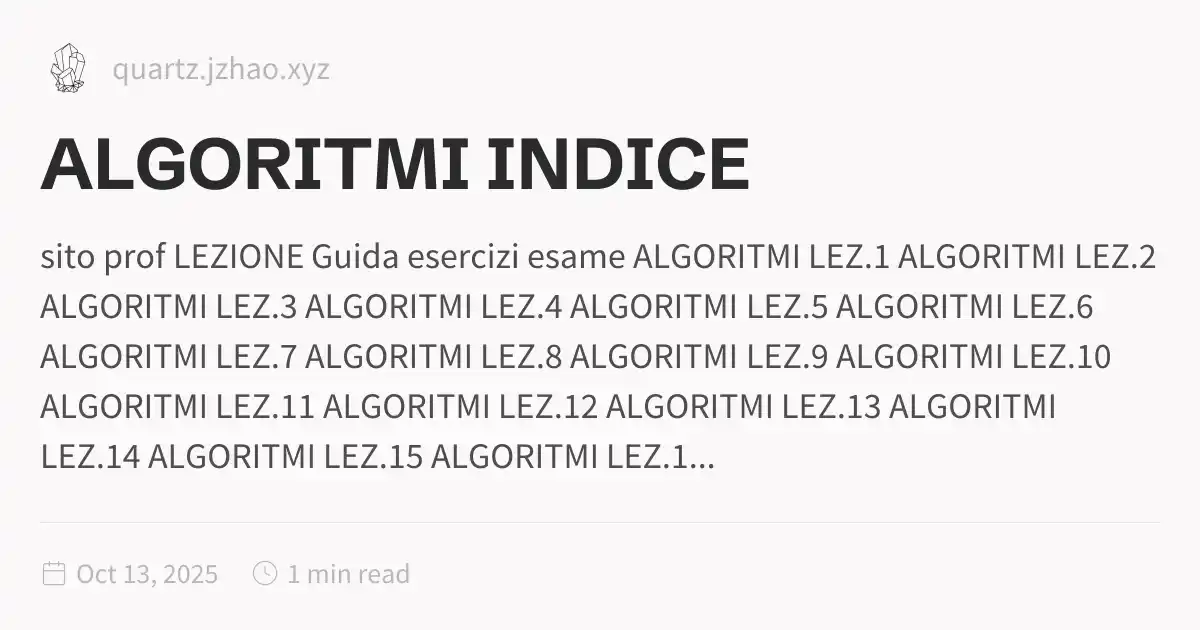 quartz.jzhao.xyz
ALGORITMI INDICE
sito prof LEZIONE Guida esercizi esame ALGORITMI LEZ.1 ALGORITMI LEZ.2
ALGORITMI LEZ.3 ALGORITMI LEZ.4 ALGORITMI LEZ.5 ALGORITMI LEZ.6
ALGORITMI LEZ.7 ALGORITMI LEZ.8 ALGORITMI LEZ.9 ALGORITMI LEZ.10
ALGORITMI LEZ.11 ALGORITMI LEZ.12 ALGORITMI LEZ.13 ALGORITMI
LEZ.14 ALGORITMI LEZ.15 ALGORITMI LEZ.1...
Oct 13, 2025 1 min read